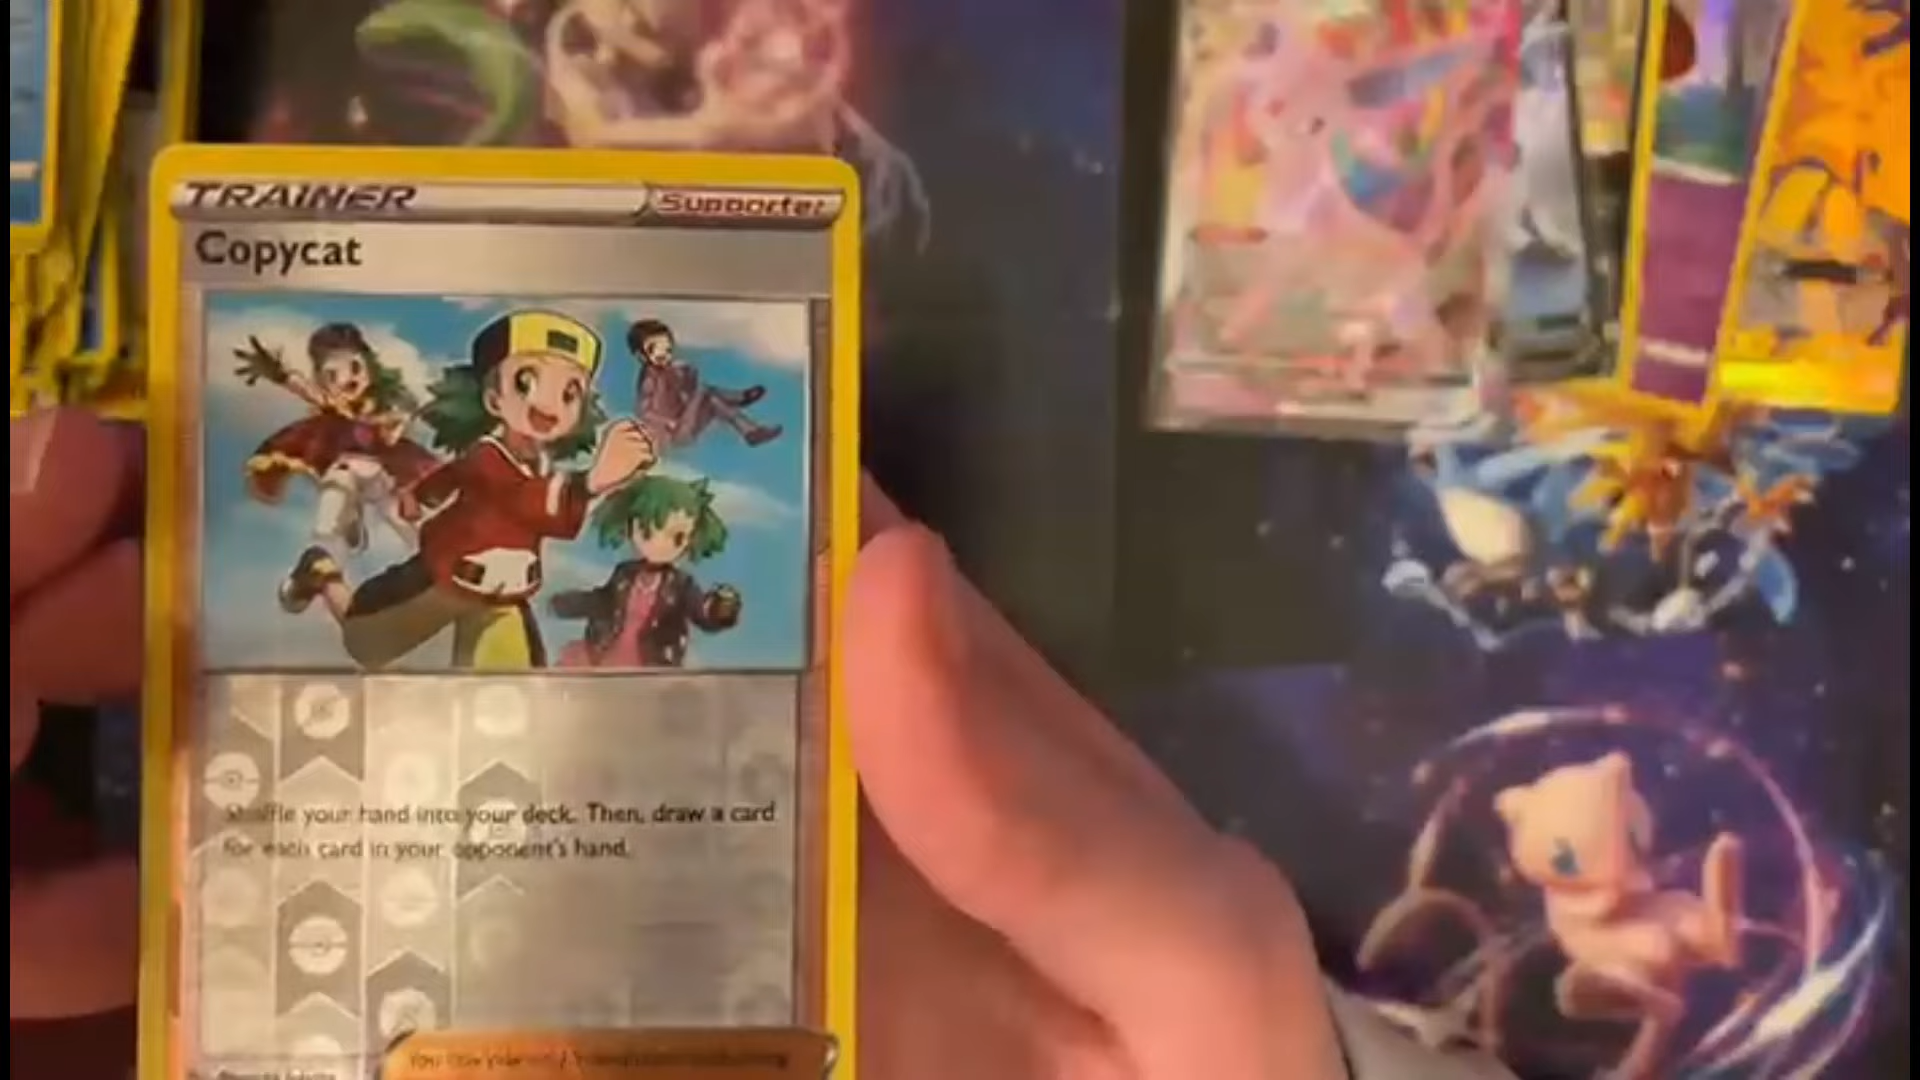 TRAINER
Supporter
Copycat
Shuffle your hand into your deck. Then, draw a card
for each card in your opponent's hand.